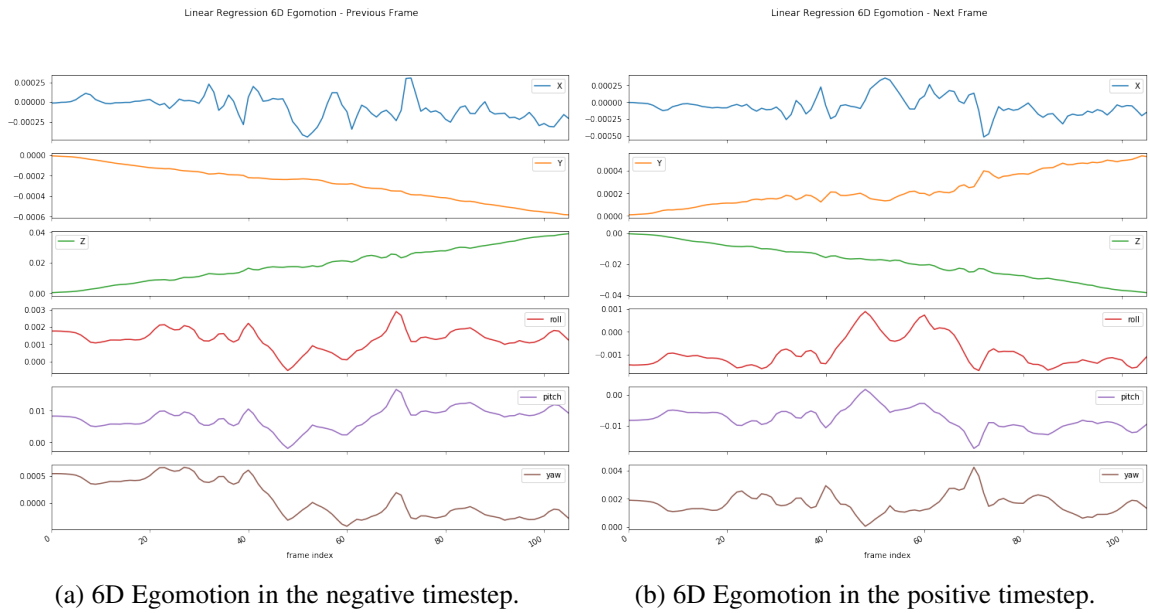 Linear Regression 6D Egomotion - Previous Frame
0.00025
0.00000
−0.00025
X
0.0000
−0.0002
−0.0004
−0.0006
Y
0.04
0.02
0.00
Z
0.003
0.002
0.001
0.000
roll
0.01
0.00
pitch
0.0005
0.0000
yaw
0
20
40
60
80
100
frame index
(a) 6D Egomotion in the negative timestep.
Linear Regression 6D Egomotion - Next Frame
0.00025
0.00000
−0.00025
−0.00050
X
0.0004
0.0002
0.0000
Y
0.00
−0.02
−0.04
Z
0.001
0.000
−0.001
roll
0.00
−0.01
pitch
0.004
0.002
0.000
yaw
0
20
40
60
80
100
frame index
(b) 6D Egomotion in the positive timestep.